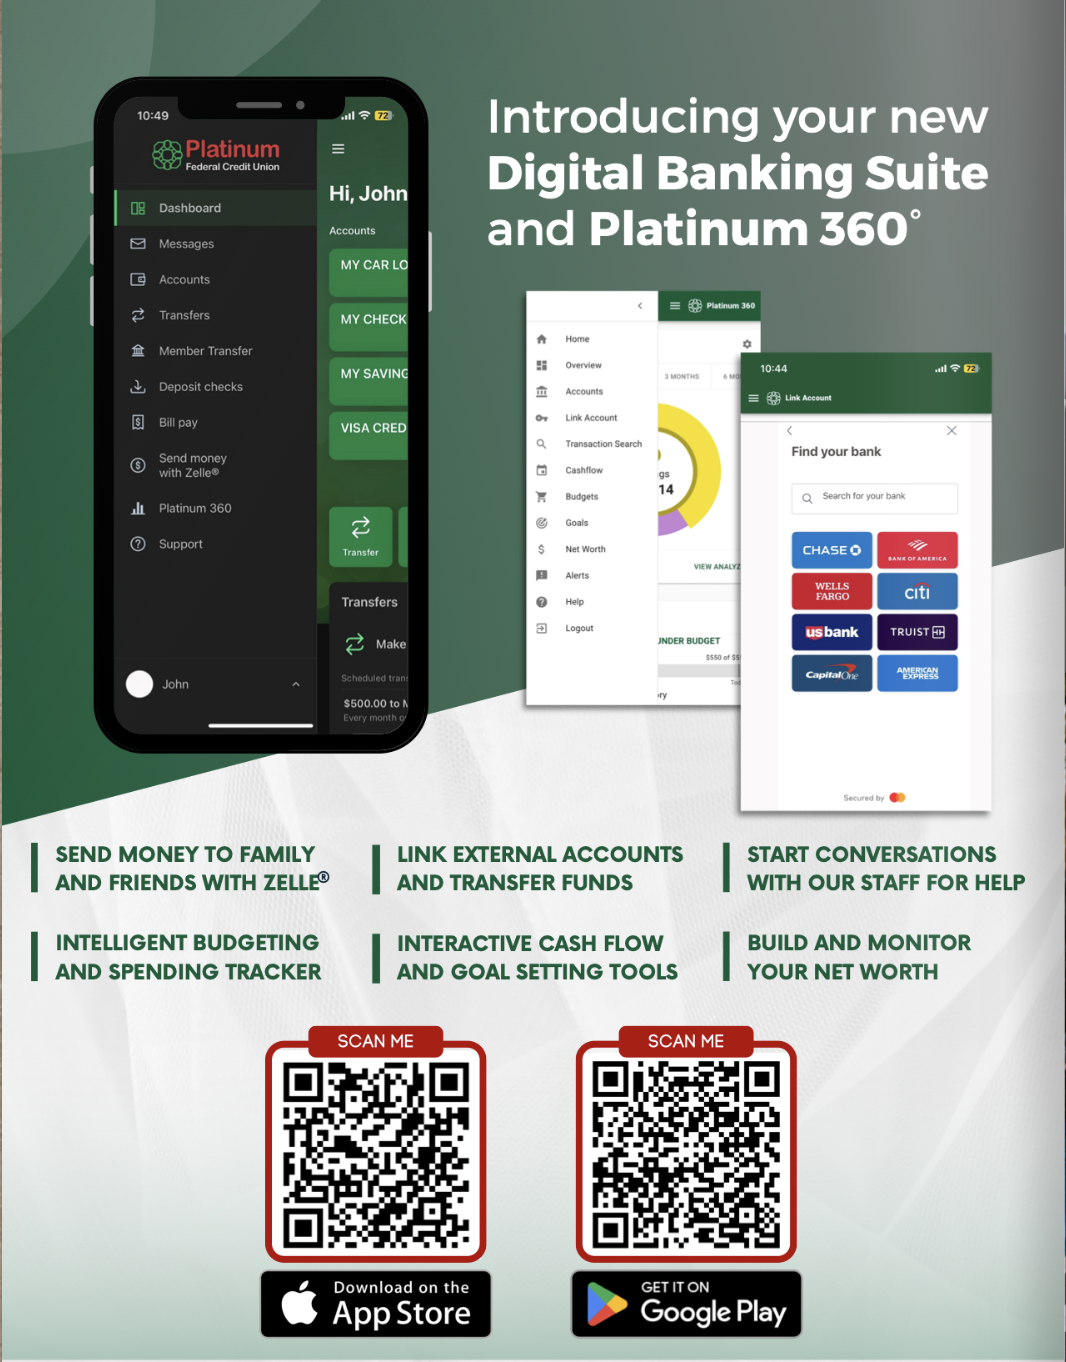 Introducing your new
Digital Banking Suite
and Platinum 360°
10:49
72
Platinum
Federal Credit Union
Dashboard
Messages
Accounts
Transfers
Member Transfer
Deposit checks
Bill pay
Send money
with Zelle®
Platinum 360
Support
John
Hi, John
Accounts
MY CAR LO
MY CHECK
MY SAVING
VISA CRED
Transfer
Transfers
Make
Scheduled trans
$500.00 to M
Every month o
Platinum 360
Home
Overview
Accounts
Link Account
Transaction Search
Cashflow
Budgets
Goals
Net Worth
Alerts
Help
Logout
3 MONTHS
6 MO
gs
14
VIEW ANALYZ
UNDER BUDGET
$550 of $5
Tod
ry
10:44
72
Link Account
Find your bank
Search for your bank
CHASE
BANK OF AMERICA
WELLS
FARGO
citi
usbank
TRUIST
Capital One
AMERICAN
EXPRESS
Secured by
SEND MONEY TO FAMILY
AND FRIENDS WITH ZELLE®
LINK EXTERNAL ACCOUNTS
AND TRANSFER FUNDS
START CONVERSATIONS
WITH OUR STAFF FOR HELP
INTELLIGENT BUDGETING
AND SPENDING TRACKER
INTERACTIVE CASH FLOW
AND GOAL SETTING TOOLS
BUILD AND MONITOR
YOUR NET WORTH
SCAN ME
SCAN ME
Download on the
App Store
GET IT ON
Google Play